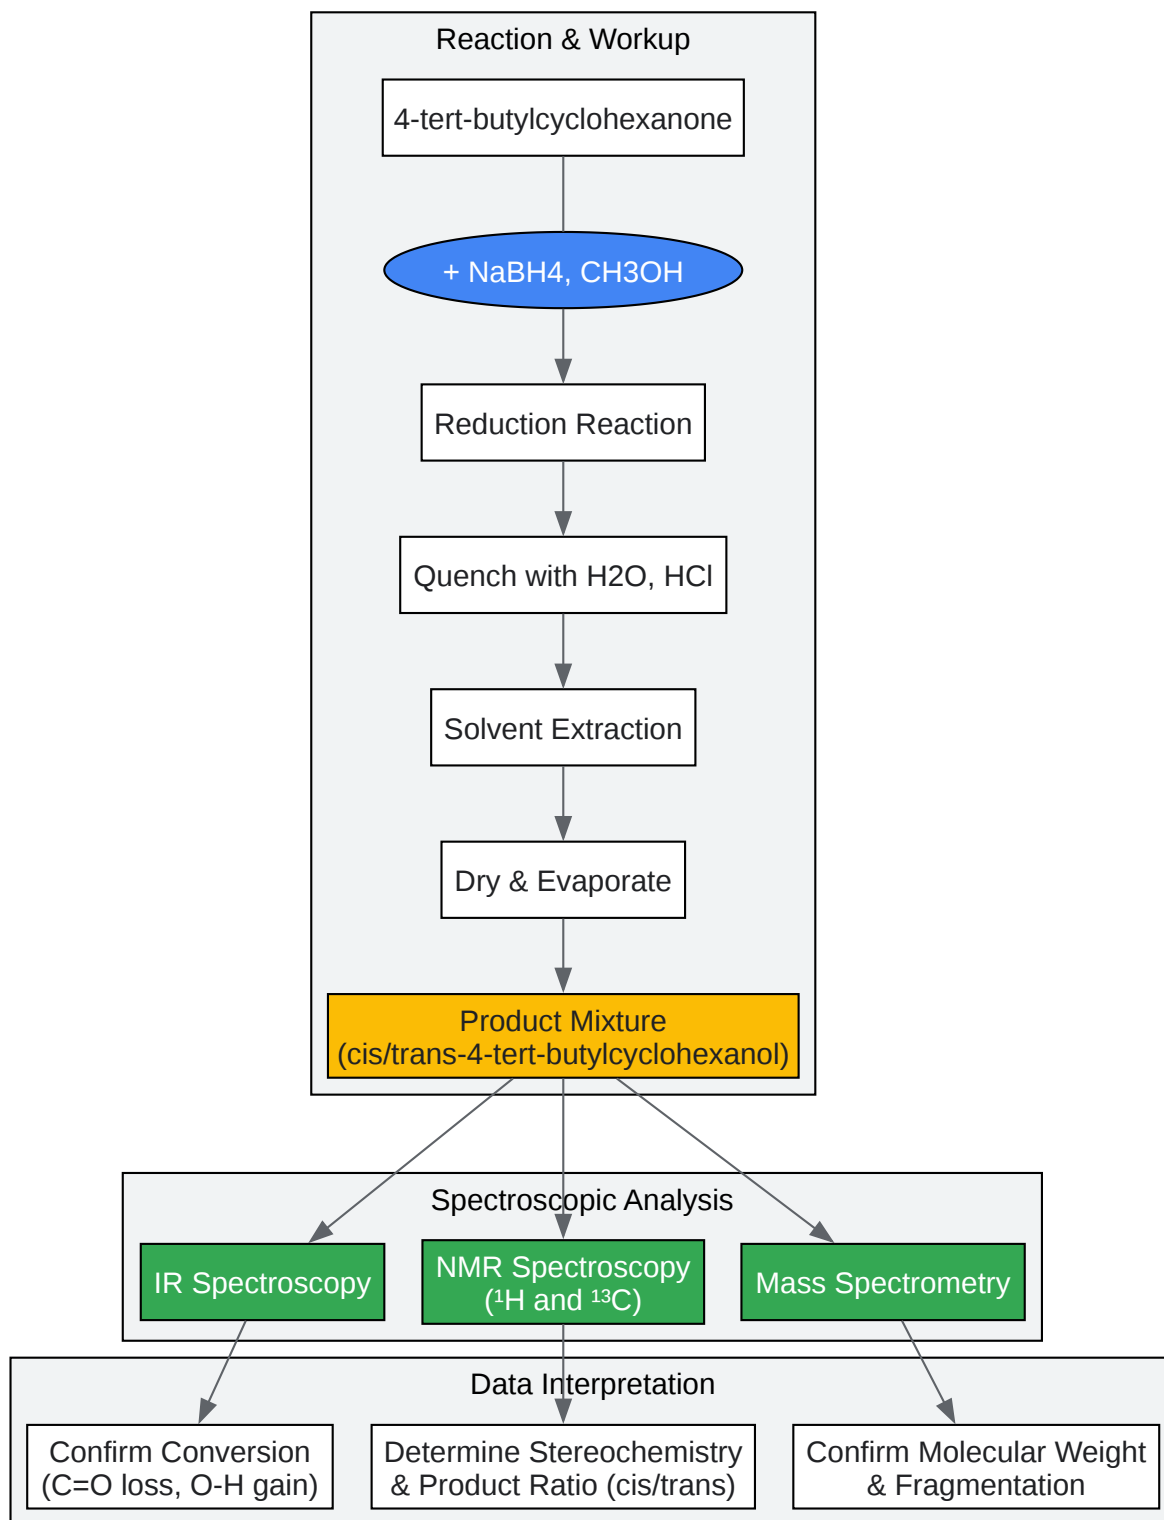 Reaction & Workup
4-tert-butylcyclohexanone
+ NaBH4, CH3OH
Reduction Reaction
Quench with H2O, HCl
Solvent Extraction
Dry & Evaporate
Product Mixture
(cis/trans-4-tert-butylcyclohexanol)
Spectroscopic Analysis
IR Spectroscopy
NMR Spectroscopy
(¹H and ¹³C)
Mass Spectrometry
Data Interpretation
Confirm Conversion
(C=O loss, O-H gain)
Determine Stereochemistry
& Product Ratio (cis/trans)
Confirm Molecular Weight
& Fragmentation